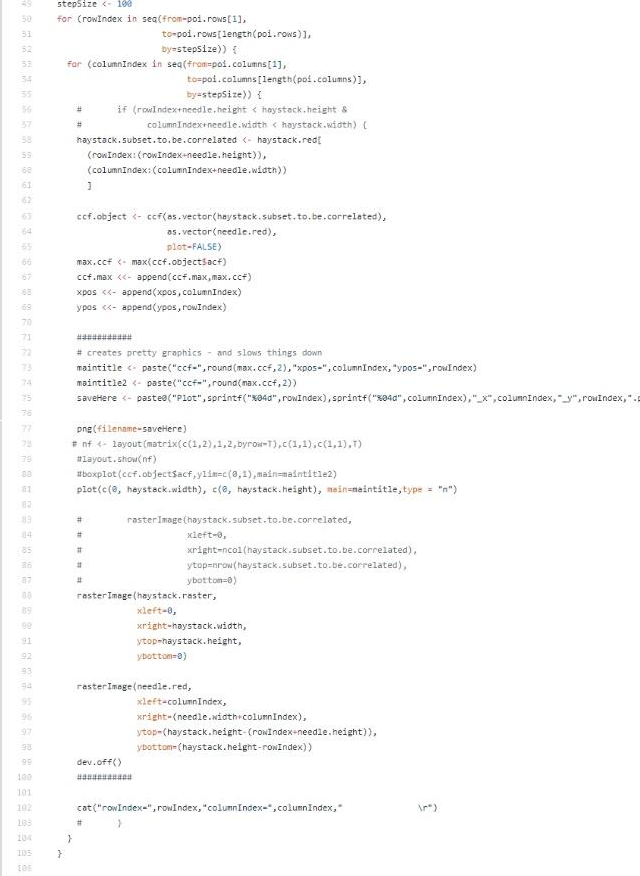 49 stepSize <- 100
50 for (rowIndex in seq(from=poi.rows[1],
51 to=poi.rows[length(poi.rows)],
52 by=stepSize)) {
53 for (columnIndex in seq(from=poi.columns[1],
54 to=poi.columns[length(poi.columns)],
55 by=stepSize)) {
56 # if (rowIndex+needle.height < haystack.height &
57 # columnIndex+needle.width < haystack.width) {
58 haystack.subset.to.be.correlated <- haystack.red[
59 (rowIndex:(rowIndex+needle.height)),
60 (columnIndex:(columnIndex+needle.width))
61 ]
62
63 ccf.object <- ccf(as.vector(haystack.subset.to.be.correlated),
64 as.vector(needle.red),
65 plot=FALSE)
66 max.ccf <- max(ccf.object$acf)
67 ccf.max <<- append(ccf.max,max.ccf)
68 xpos <<- append(xpos,columnIndex)
69 ypos <<- append(ypos,rowIndex)
70
71 ###########
72 # creates pretty graphics - and slows things down
73 maintitle <- paste("ccf=",round(max.ccf,2),"xpos=",columnIndex,"ypos=",rowIndex)
74 maintitle2 <- paste("ccf=",round(max.ccf,2))
75 saveHere <- paste0("Plot",sprintf("%04d",rowIndex),sprintf("%04d",columnIndex),"_x",columnIndex,"_y",rowIndex,".p
76
77 png(filename=saveHere)
78 # nf <- layout(matrix(c(1,2),1,2,byrow=T),c(1,1),c(1,1),T)
79 #layout.show(nf)
80 #boxplot(ccf.object$acf,ylim=c(0,1),main=maintitle2)
81 plot(c(0, haystack.width), c(0, haystack.height), main=maintitle,type = "n")
82
83 # rasterImage(haystack.subset.to.be.correlated,
84 # xleft=0,
85 # xright=ncol(haystack.subset.to.be.correlated),
86 # ytop=nrow(haystack.subset.to.be.correlated),
87 # ybottom=0)
88 rasterImage(haystack.raster,
89 xleft=0,
90 xright=haystack.width,
91 ytop=haystack.height,
92 ybottom=0)
93
94 rasterImage(needle.red,
95 xleft=columnIndex,
96 xright=(needle.width+columnIndex),
97 ytop=(haystack.height-(rowIndex+needle.height)),
98 ybottom=(haystack.height-rowIndex))
99 dev.off()
100 ###########
101
102 cat("rowIndex=",rowIndex,"columnIndex=",columnIndex," \r")
103 # }
104 }
105 }
106